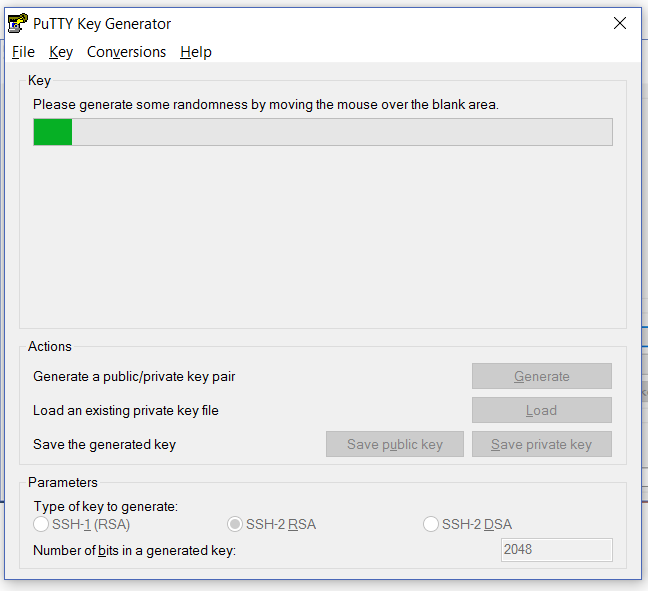 PuTTY Key Generator
File Key Conversions Help
Key
Please generate some randomness by moving the mouse over the blank area.
Actions
Generate a public/private key pair
Generate
Load an existing private key file
Load
Save the generated key
Save public key
Save private key
Parameters
Type of key to generate:
SSH-1 (RSA)
SSH-2 RSA
SSH-2 DSA
Number of bits in a generated key:
2048